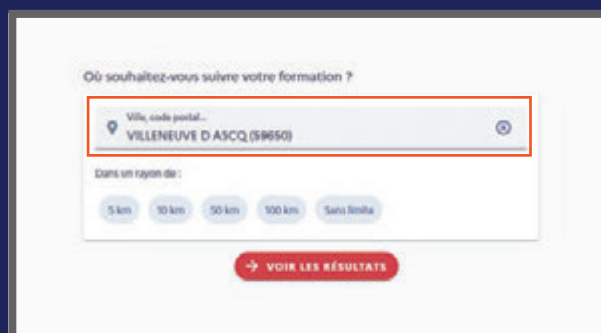 Où souhaitez-vous suivre votre formation ?
Ville, code postal...
VILLENEUVE D ASCQ (59650)
Dans un rayon de :
5 km 10 km 50 km 100 km Sans limite
→ VOIR LES RÉSULTATS